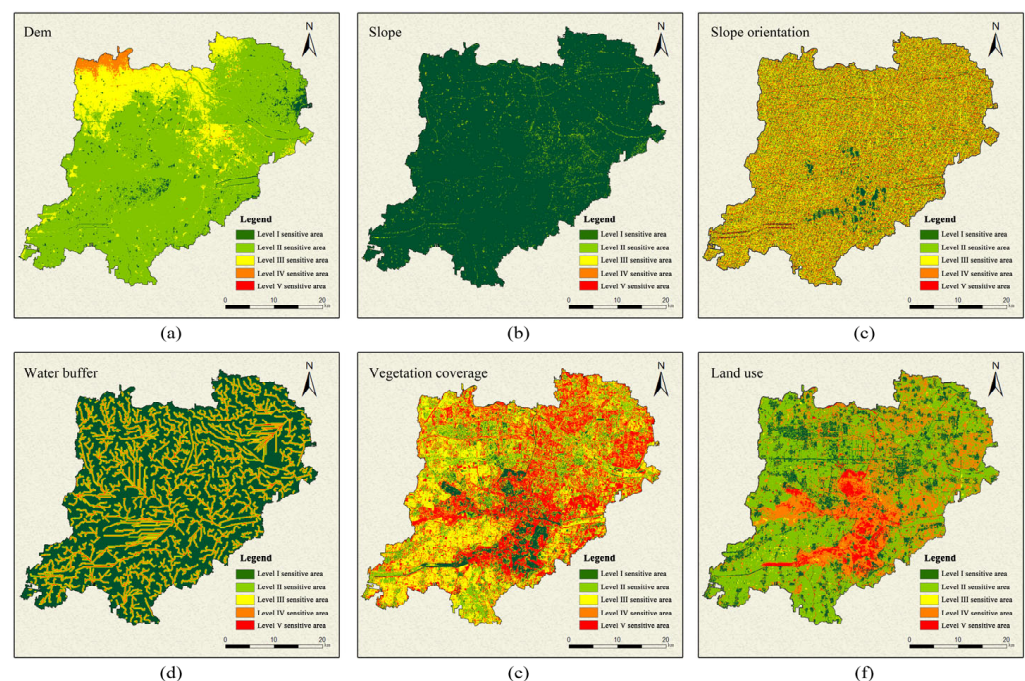 Dem
N
Legend
Level I sensitive area
Level II sensitive area
Level III sensitive area
Level IV sensitive area
Level V sensitive area
0 10 20
km
(a)
Slope
N
Legend
Level I sensitive area
Level II sensitive area
Level III sensitive area
Level IV sensitive area
Level V sensitive area
0 10 20
km
(b)
Slope orientation
N
Legend
Level I sensitive area
Level II sensitive area
Level III sensitive area
Level IV sensitive area
Level V sensitive area
0 10 20
km
(c)
Water buffer
N
Legend
Level I sensitive area
Level II sensitive area
Level III sensitive area
Level IV sensitive area
Level V sensitive area
0 10 20
km
(d)
Vegetation coverage
N
Legend
Level I sensitive area
Level II sensitive area
Level III sensitive area
Level IV sensitive area
Level V sensitive area
0 10 20
km
(e)
Land use
N
Legend
Level I sensitive area
Level II sensitive area
Level III sensitive area
Level IV sensitive area
Level V sensitive area
0 10 20
km
(f)